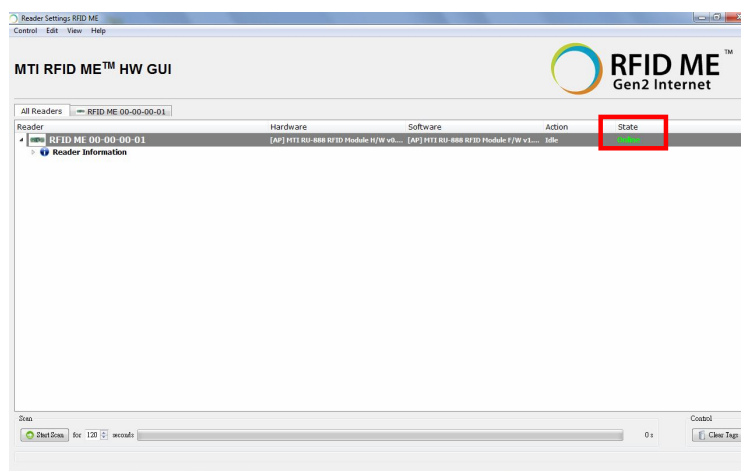 Reader Settings RFID ME
Control Edit View Help
MTI RFID ME™ HW GUI
RFID ME™
Gen2 Internet
All Readers RFID ME 00-00-00-01
Reader Hardware Software Action State
RFID ME 00-00-00-01 [AP] MTI RU-888 RFID Module H/W v0.... [AP] MTI RU-888 RFID Module F/W v1.... Idle Online
Reader Information
Scan Control
Start Scan for 120 seconds 0 s Clear Tags